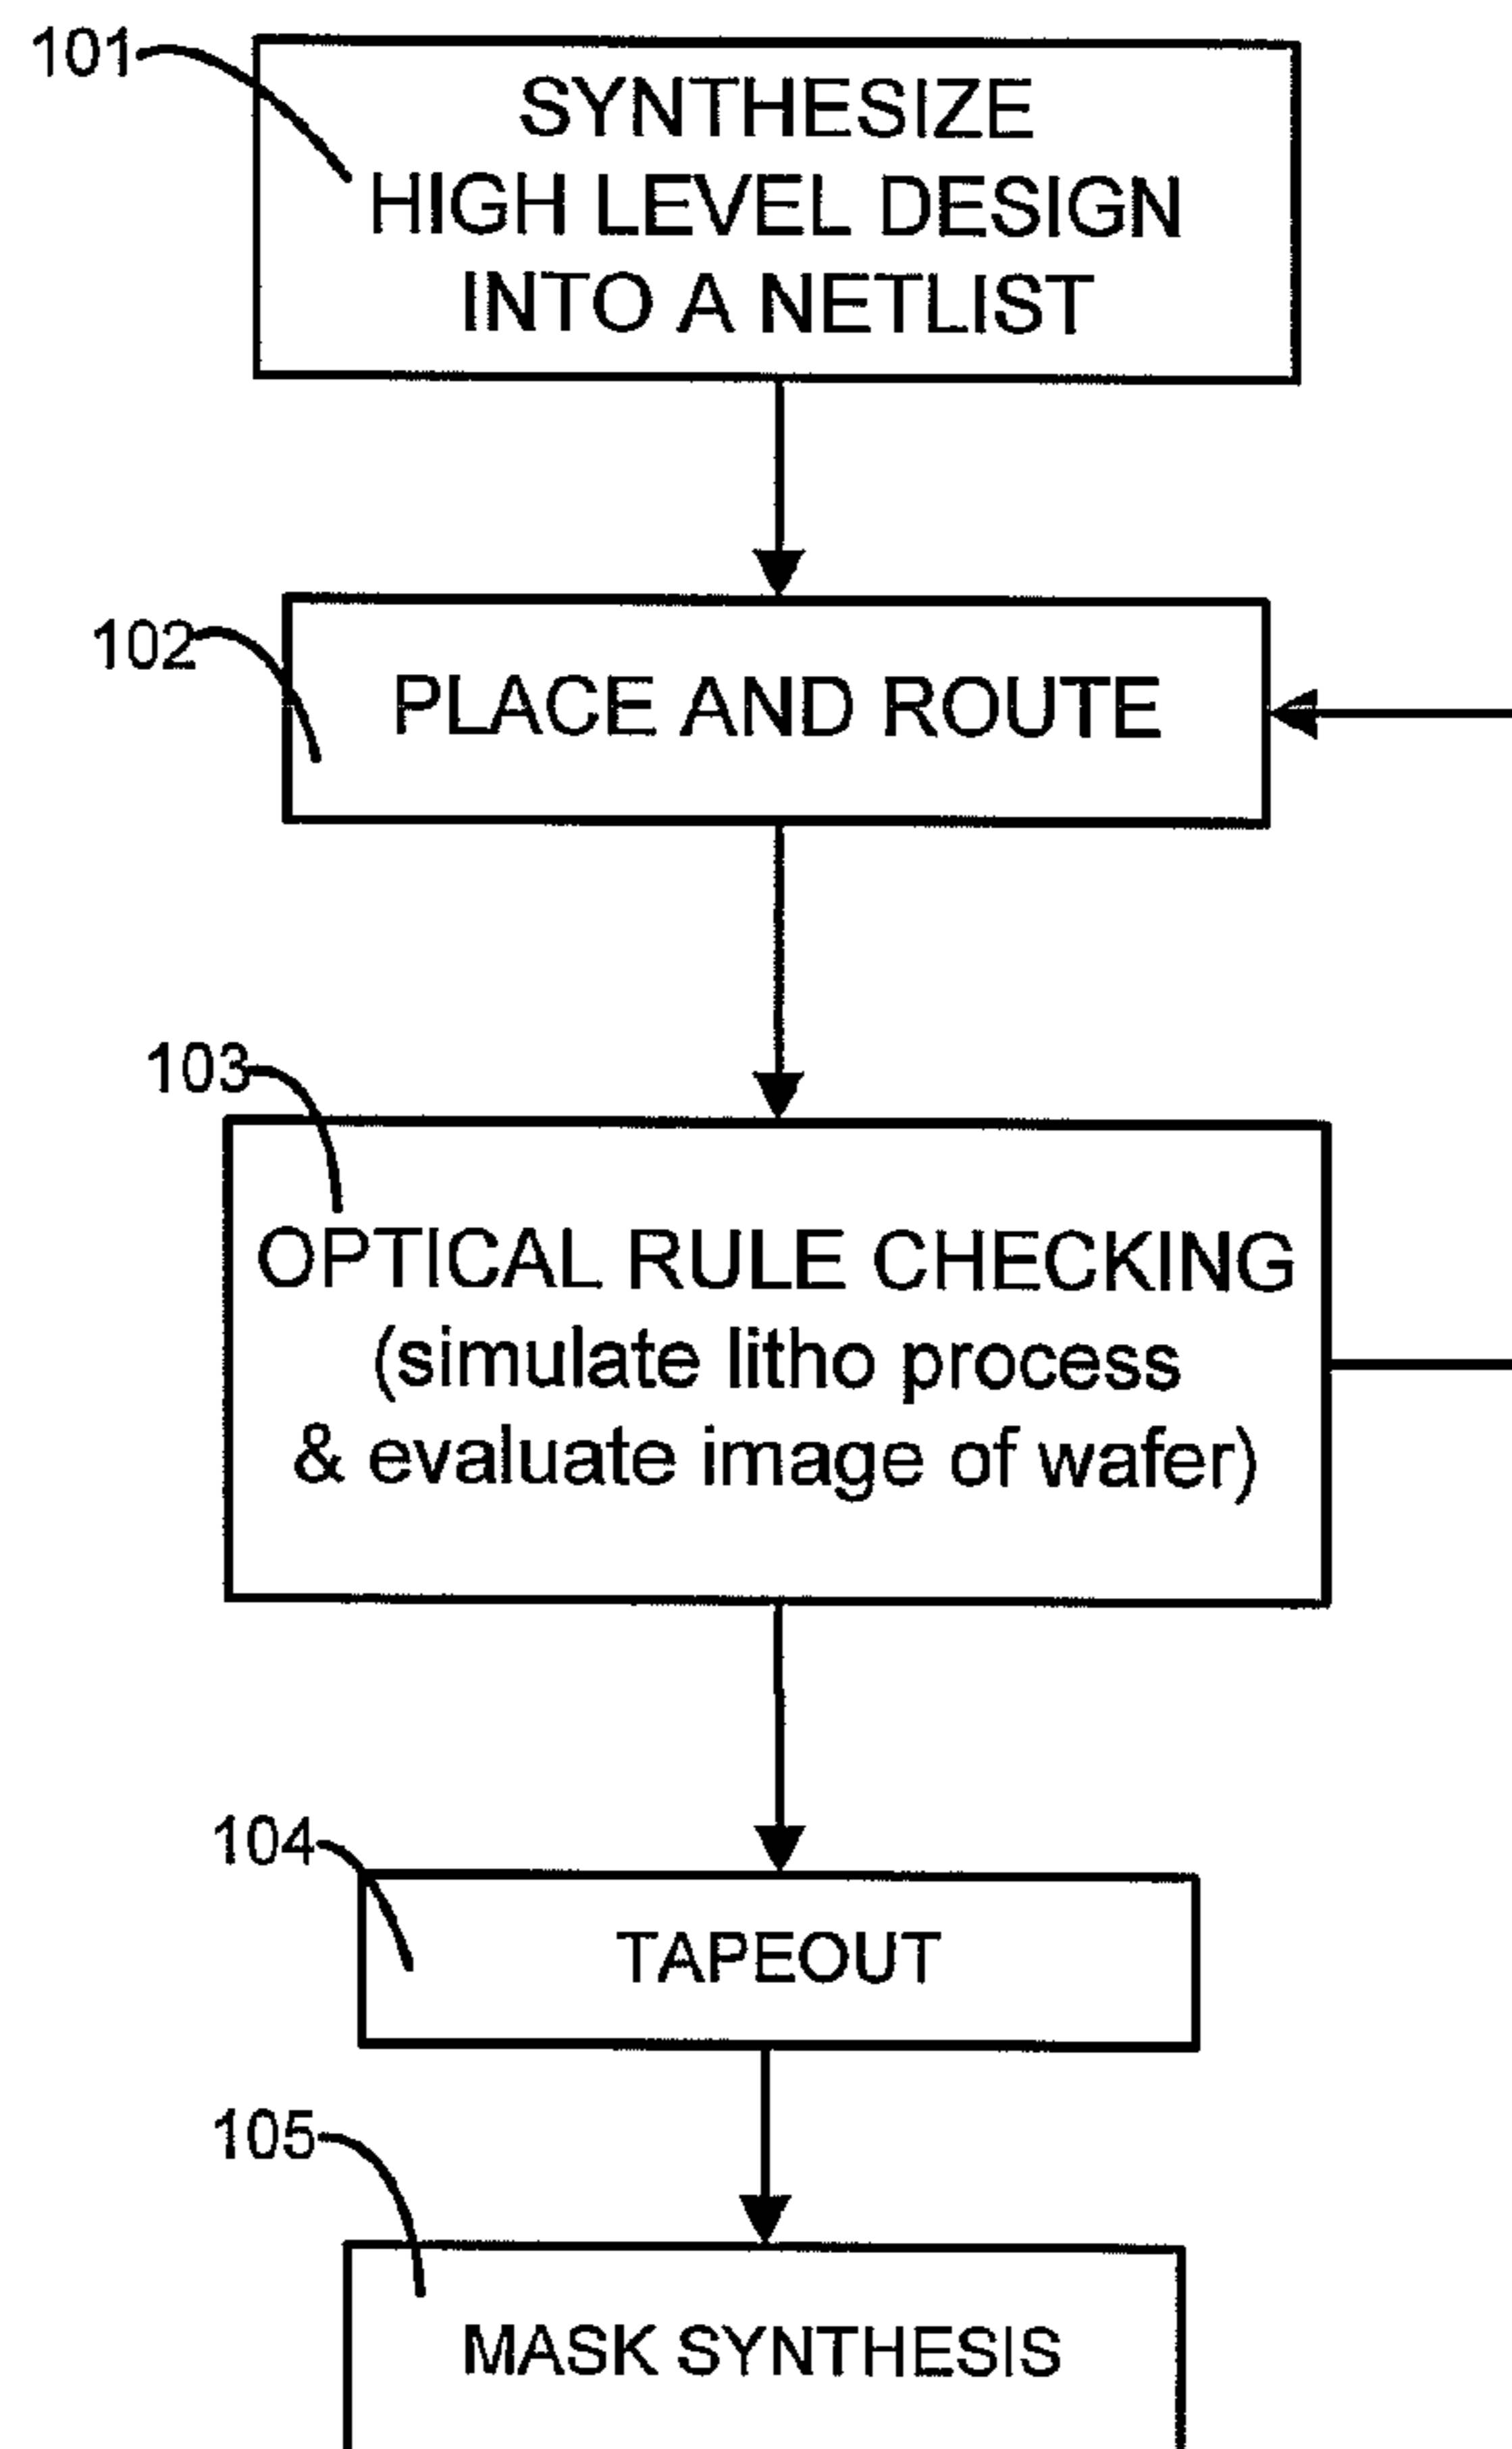 101
SYNTHESIZE
HIGH LEVEL DESIGN
INTO A NETLIST
102
PLACE AND ROUTE
103
OPTICAL RULE CHECKING
(simulate litho process
& evaluate image of wafer)
104
TAPEOUT
105
MASK SYNTHESIS